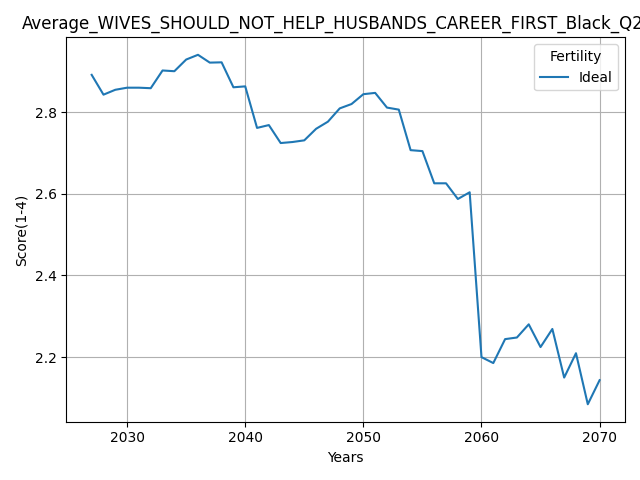 Average_WIVES_SHOULD_NOT_HELP_HUSBANDS_CAREER_FIRST_Black_Q2
Fertility
Ideal
Score(1-4)
2.8
2.6
2.4
2.2
2030 2040 2050 2060 2070
Years